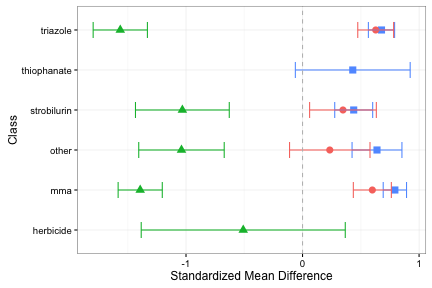 triazole
thiophanate
strobilurin
other
mma
herbicide
Class
-1
0
1
Standardized Mean Difference